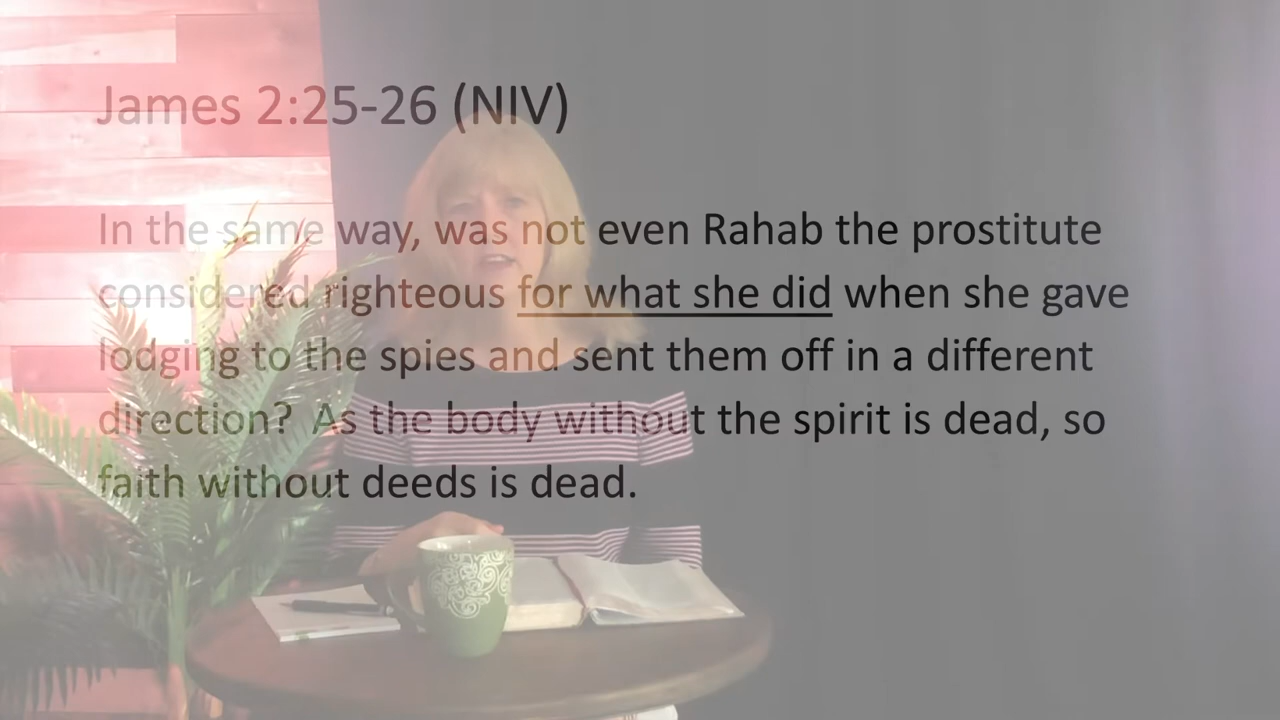 James 2:25-26 (NIV)
In the same way, was not even Rahab the prostitute
considered righteous for what she did when she gave
lodging to the spies and sent them off in a different
direction?  As the body without the spirit is dead, so
faith without deeds is dead.